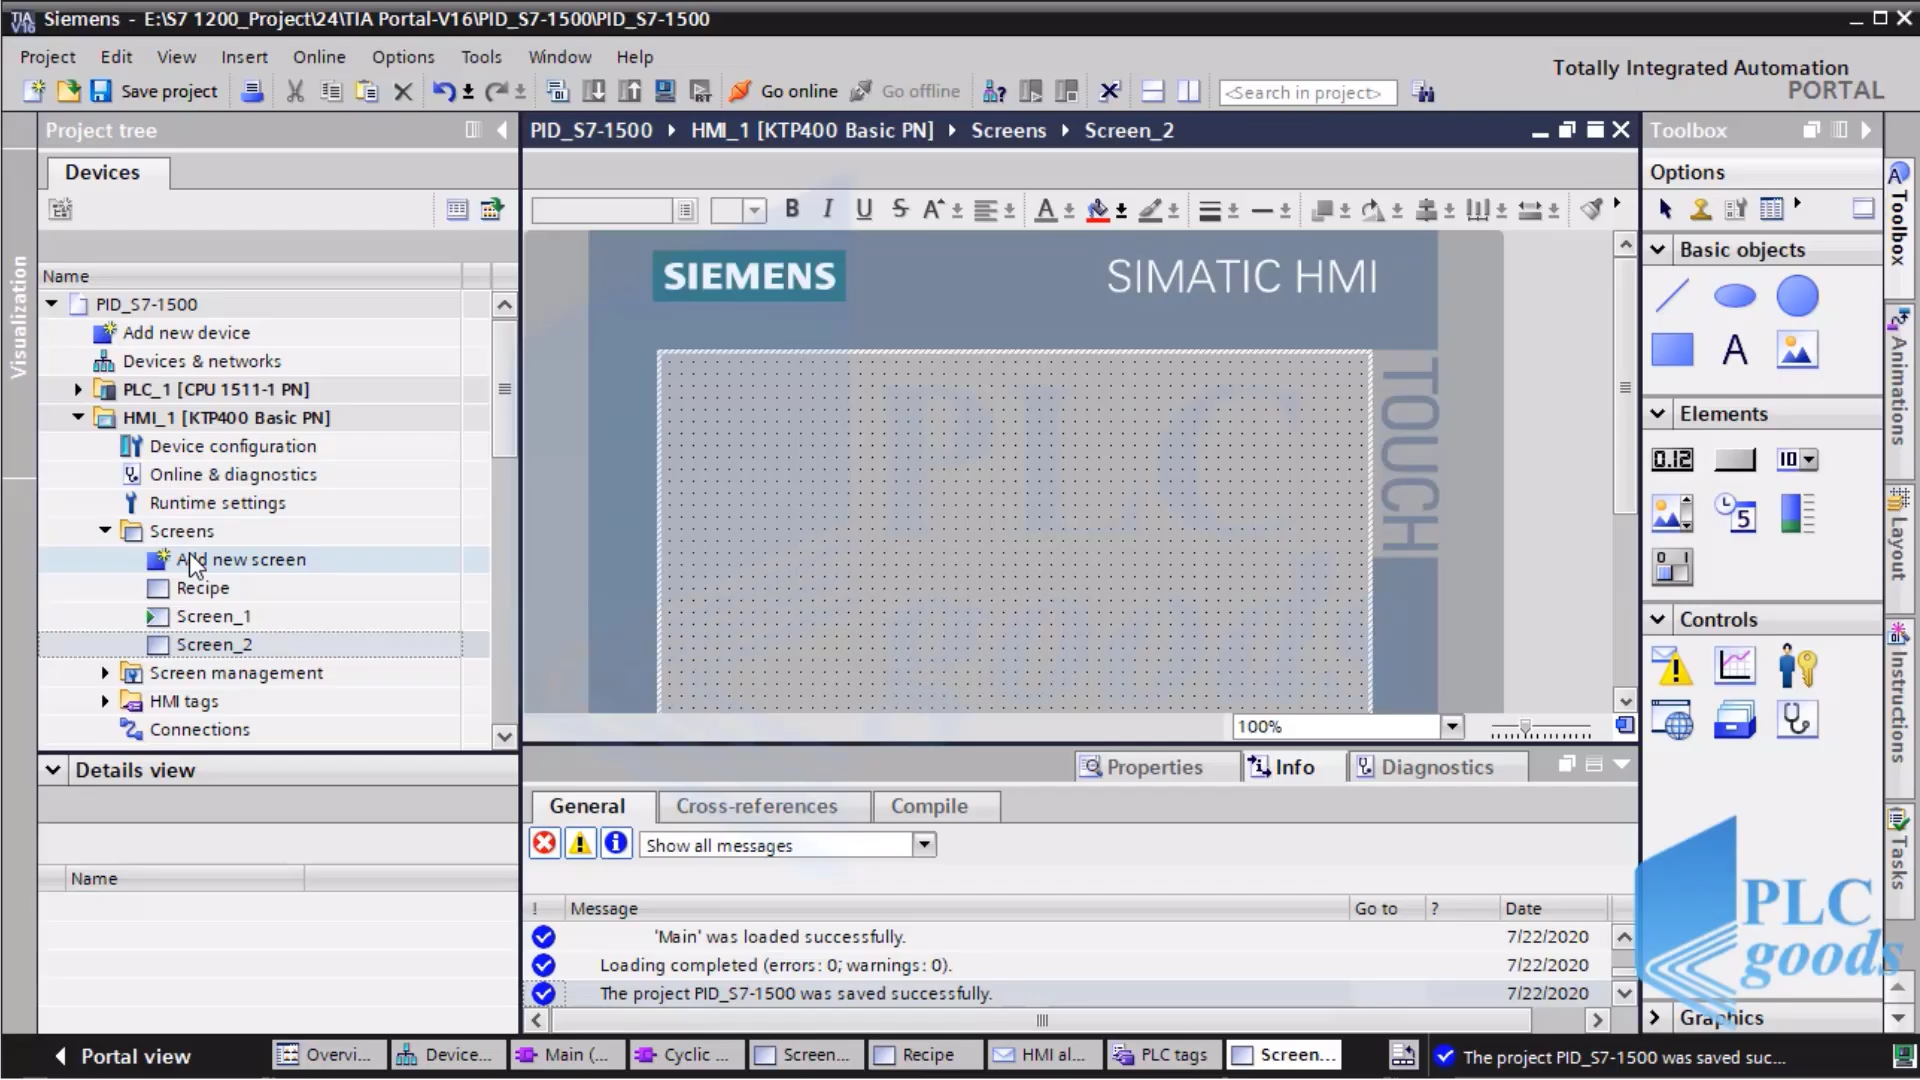 Siemens - E:\S7 1200_Project\24\TIA Portal-V16\PID_S7-1500\PID_S7-1500
Project Edit View Insert Online Options Tools Window Help
Totally Integrated Automation
PORTAL
Save project
Go online
Go offline
<Search in project>
Project tree
PID_S7-1500 HMI_1 [KTP400 Basic PN] Screens Screen_2
Toolbox
Devices
Options
Visualization
Name
PID_S7-1500
Add new device
Devices & networks
PLC_1 [CPU 1511-1 PN]
HMI_1 [KTP400 Basic PN]
Device configuration
Online & diagnostics
Runtime settings
Screens
Add new screen
Recipe
Screen_1
Screen_2
Screen management
HMI tags
Connections
Details view
Name
SIEMENS
SIMATIC HMI
TOUCH
PLC
goods
100%
Properties Info Diagnostics
General Cross-references Compile
Show all messages
! Message Go to ? Date
'Main' was loaded successfully. 7/22/2020
Loading completed (errors: 0; warnings: 0). 7/22/2020
The project PID_S7-1500 was saved successfully. 7/22/2020
Basic objects
A
Elements
0.12
10
5
0 1
Controls
Graphics
Toolbox
Animations
Layout
Instructions
Tasks
PLC
goods
Portal view
Overvi...
Device...
Main (...
Cyclic ...
Screen...
Recipe
HMI al...
PLC tags
Screen...
The project PID_S7-1500 was saved suc...